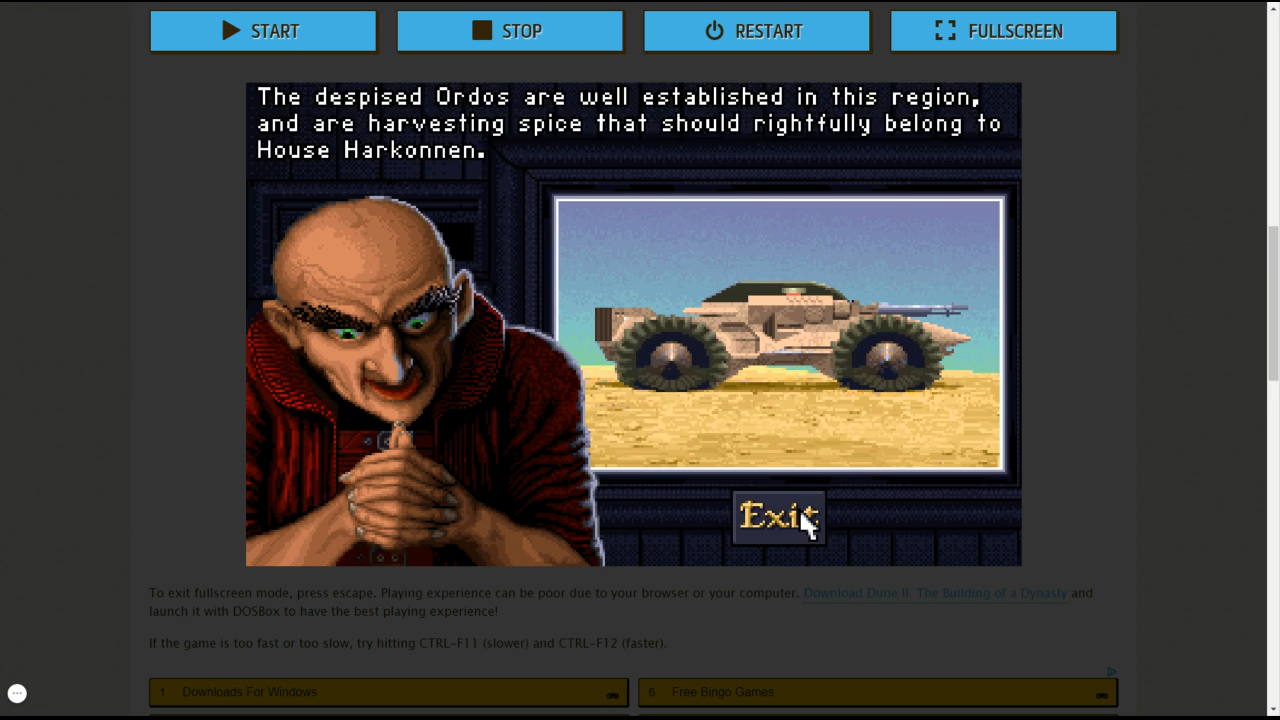 START
STOP
RESTART
FULLSCREEN
The despised Ordos are well established in this region,
and are harvesting spice that should rightfully belong to
House Harkonnen.
Exit
To exit fullscreen mode, press escape. Playing experience can be poor due to your browser or your computer. Download Dune II: The Building of a Dynasty and
launch it with DOSBox to have the best playing experience!
If the game is too fast or too slow, try hitting CTRL-F11 (slower) and CTRL-F12 (faster).
1 Downloads For Windows
6 Free Bingo Games